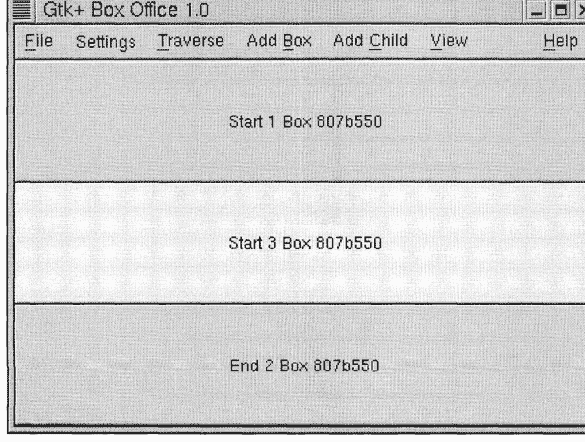 Gtk+ Box Office 1.0
File Settings Traverse Add Box Add Child View Help
Start 1 Box 807b550
Start 3 Box 807b550
End 2 Box 807b550